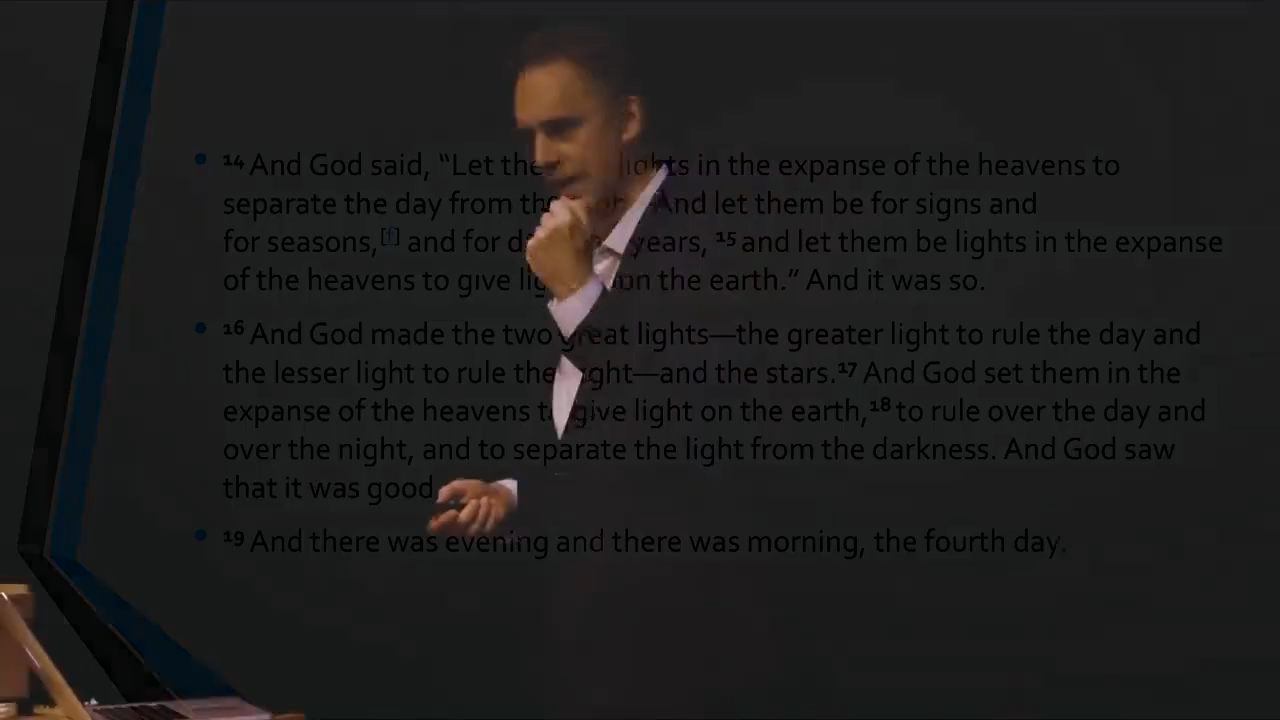 14 And God said, “Let lights in the expanse of the heavens to
separate the day from the And let them be for signs and
for seasons,[f] and for years, 15 and let them be lights in the expanse
of the heavens to give on the earth.” And it was so.
16 And God made the two great lights—the greater light to rule the day and
the lesser light to rule the night—and the stars.17 And God set them in the
expanse of the heavens to give light on the earth,18 to rule over the day and
over the night, and to separate the light from the darkness. And God saw
that it was good
19 And there was evening and there was morning, the fourth day.